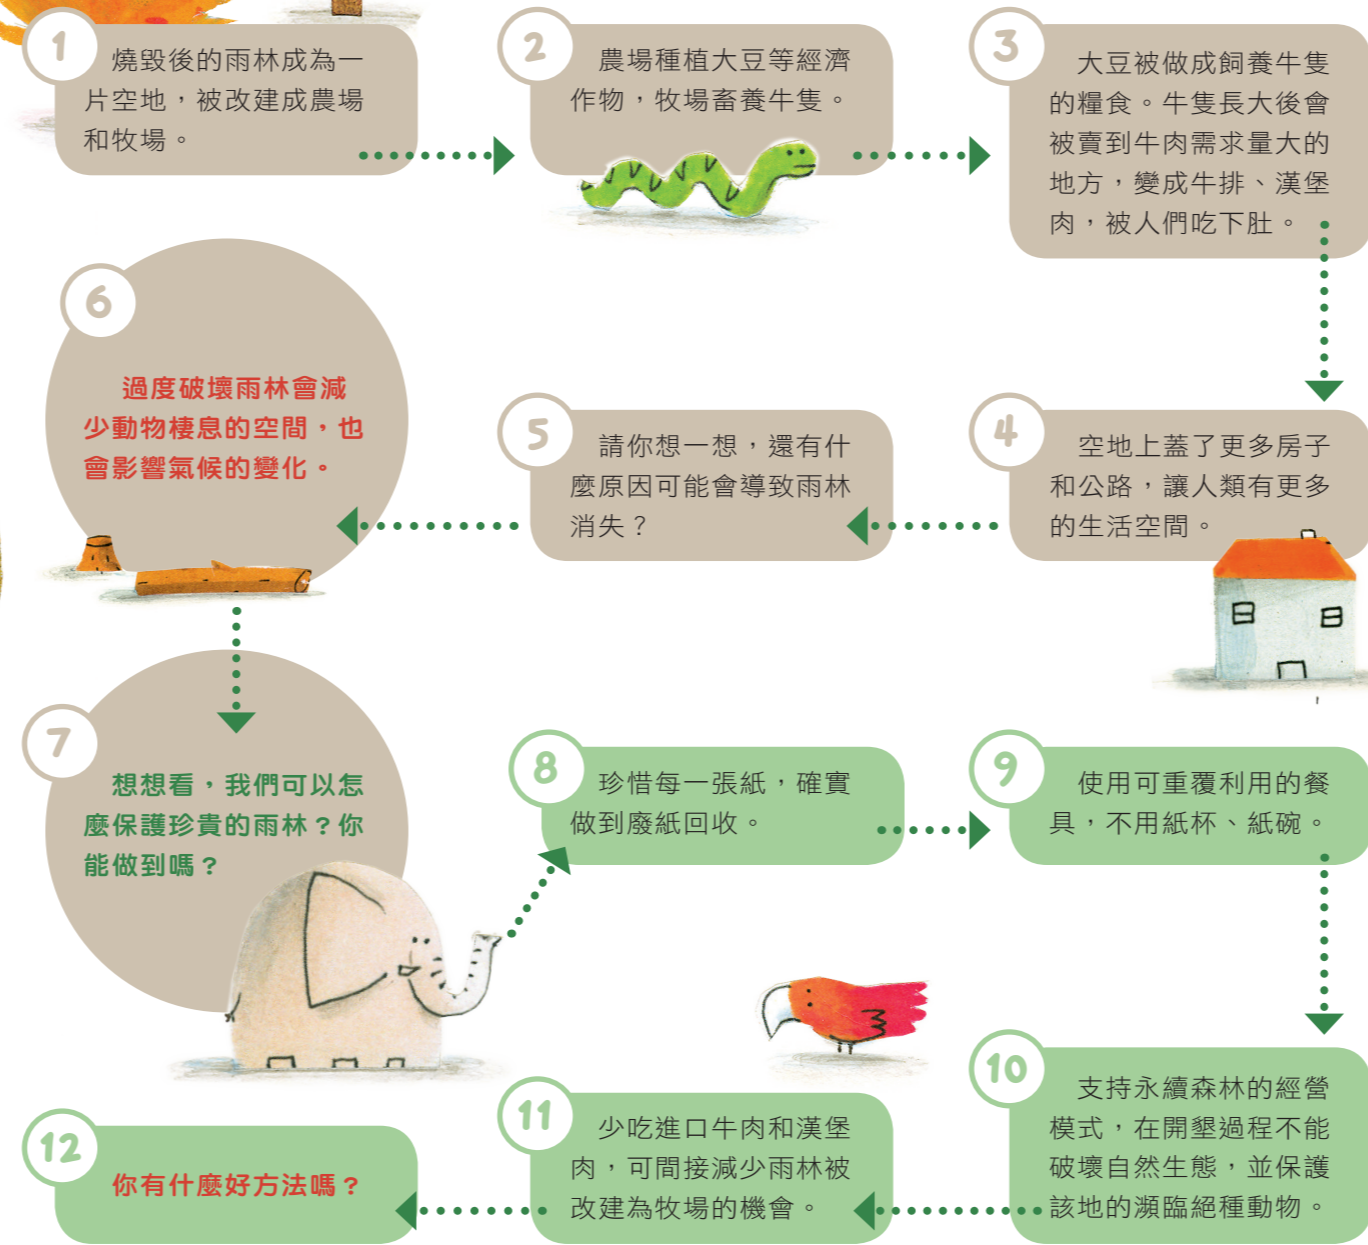 1
燒毀後的雨林成為一
片空地，被改建成農場
和牧場。
2
農場種植大豆等經濟
作物，牧場畜養牛隻。
3
大豆被做成飼養牛隻
的糧食。牛隻長大後會
被賣到牛肉需求量大的
地方，變成牛排、漢堡
肉，被人們吃下肚。
4
空地上蓋了更多房子
和公路，讓人類有更多
的生活空間。
5
請你想一想，還有什
麼原因可能會導致雨林
消失？
6
過度破壞雨林會減
少動物棲息的空間，也
會影響氣候的變化。
7
想想看，我們可以怎
麼保護珍貴的雨林？你
能做到嗎？
8
珍惜每一張紙，確實
做到廢紙回收。
9
使用可重覆利用的餐
具，不用紙杯、紙碗。
10
支持永續森林的經營
模式，在開墾過程不能
破壞自然生態，並保護
該地的瀕臨絕種動物。
11
少吃進口牛肉和漢堡
肉，可間接減少雨林被
改建為牧場的機會。
12
你有什麼好方法嗎？